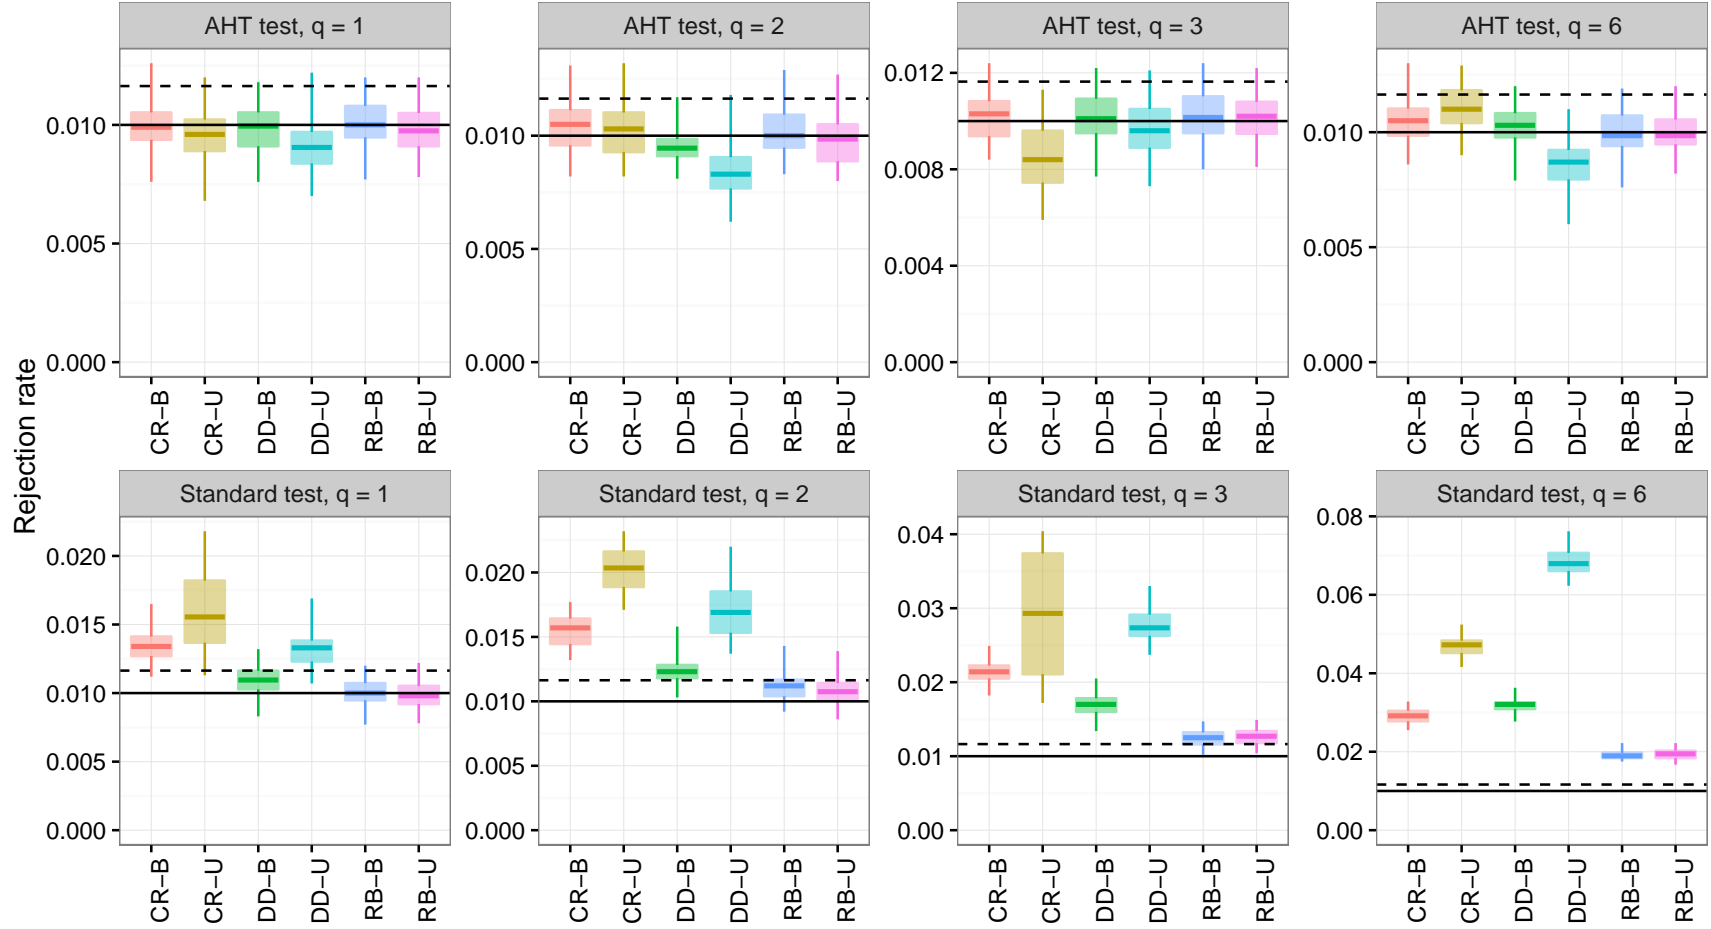 Rejection rate
AHT test, q = 1
0.010
0.005
0.000
CR−B
CR−U
DD−B
DD−U
RB−B
RB−U
AHT test, q = 2
0.010
0.005
0.000
CR−B
CR−U
DD−B
DD−U
RB−B
RB−U
AHT test, q = 3
0.012
0.008
0.004
0.000
CR−B
CR−U
DD−B
DD−U
RB−B
RB−U
AHT test, q = 6
0.010
0.005
0.000
CR−B
CR−U
DD−B
DD−U
RB−B
RB−U
Standard test, q = 1
0.020
0.015
0.010
0.005
0.000
CR−B
CR−U
DD−B
DD−U
RB−B
RB−U
Standard test, q = 2
0.020
0.015
0.010
0.005
0.000
CR−B
CR−U
DD−B
DD−U
RB−B
RB−U
Standard test, q = 3
0.04
0.03
0.02
0.01
0.00
CR−B
CR−U
DD−B
DD−U
RB−B
RB−U
Standard test, q = 6
0.08
0.06
0.04
0.02
0.00
CR−B
CR−U
DD−B
DD−U
RB−B
RB−U